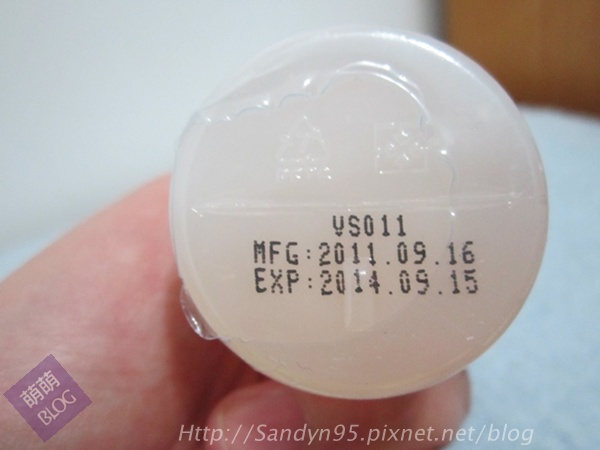 VS011
MFG:2011.09.16
EXP:2014.09.15
萌萌
BLOG
Http://Sandyn95.pixnet.net/blog